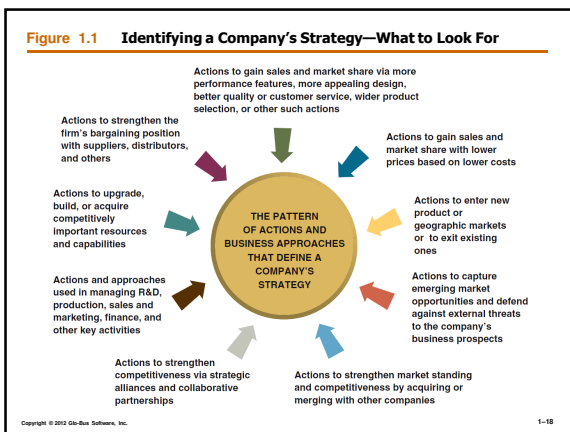 Figure 1.1 Identifying a Company's Strategy—What to Look For
Actions to gain sales and market share via more
performance features, more appealing design,
better quality or customer service, wider product
selection, or other such actions
Actions to strengthen the
firm's bargaining position
with suppliers, distributors,
and others
Actions to gain sales and
market share with lower
prices based on lower costs
Actions to upgrade,
build, or acquire
competitively
important resources
and capabilities
THE PATTERN
OF ACTIONS AND
BUSINESS APPROACHES
THAT DEFINE A
COMPANY'S
STRATEGY
Actions to enter new
product or
geographic markets
or to exit existing
ones
Actions and approaches
used in managing R&D,
production, sales and
marketing, finance, and
other key activities
Actions to capture
emerging market
opportunities and defend
against external threats
to the company's
business prospects
Actions to strengthen
competitiveness via strategic
alliances and collaborative
partnerships
Actions to strengthen market standing
and competitiveness by acquiring or
merging with other companies
Copyright © 2012 Glo-Bus Software, Inc.
1–18